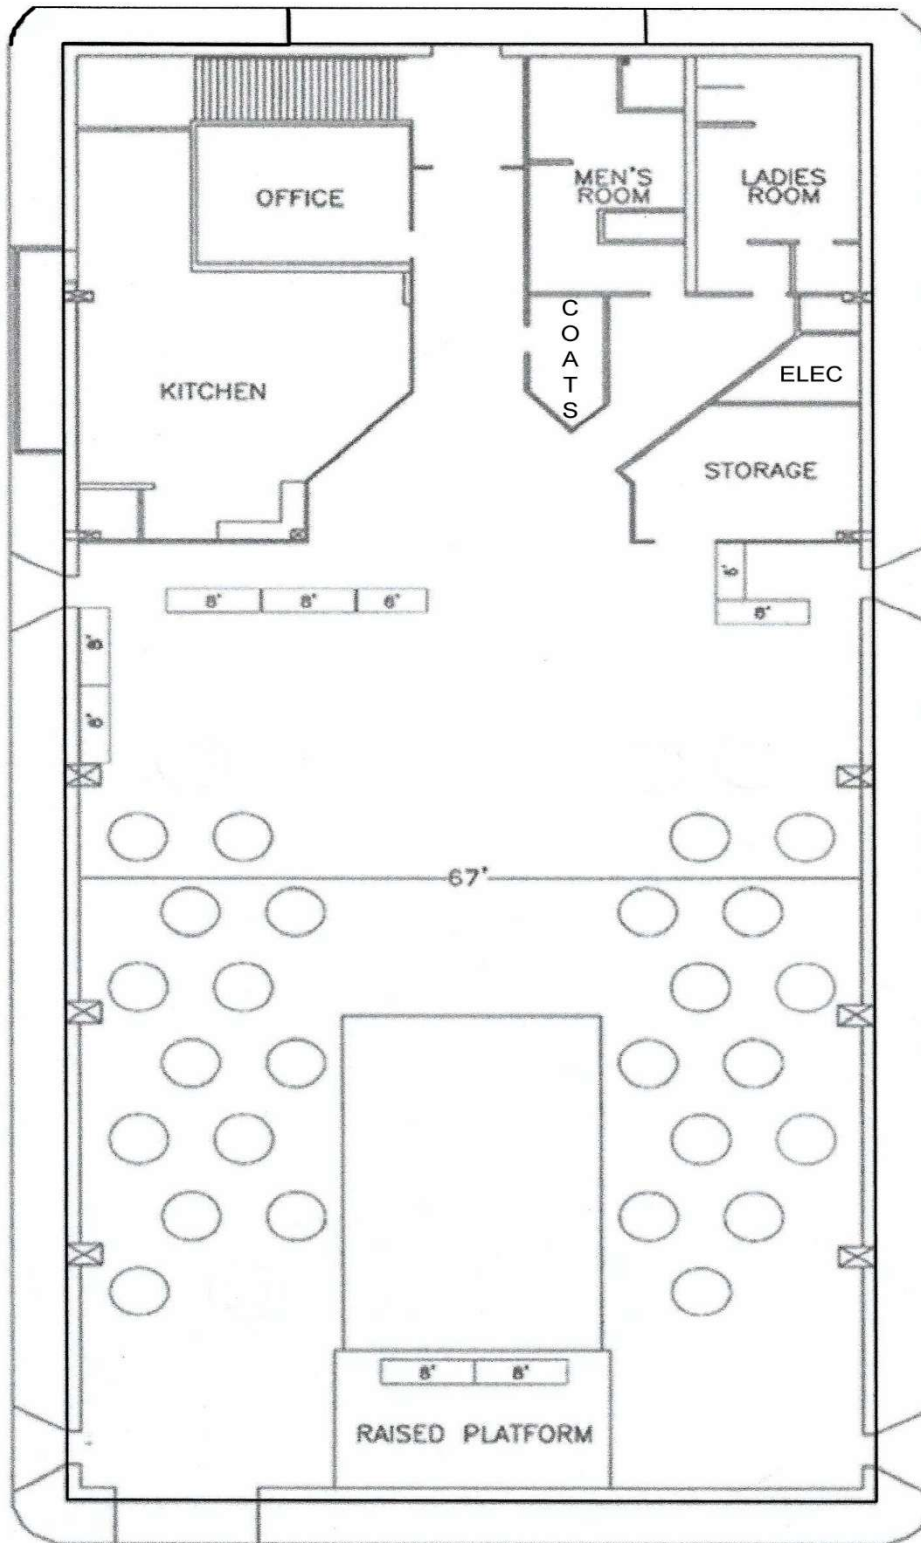 OFFICE
MEN'S
ROOM
LADIES
ROOM
COATS
KITCHEN
ELEC
STORAGE
8'
8'
6'
6'
8'
8'
8'
67'
8'
8'
RAISED PLATFORM